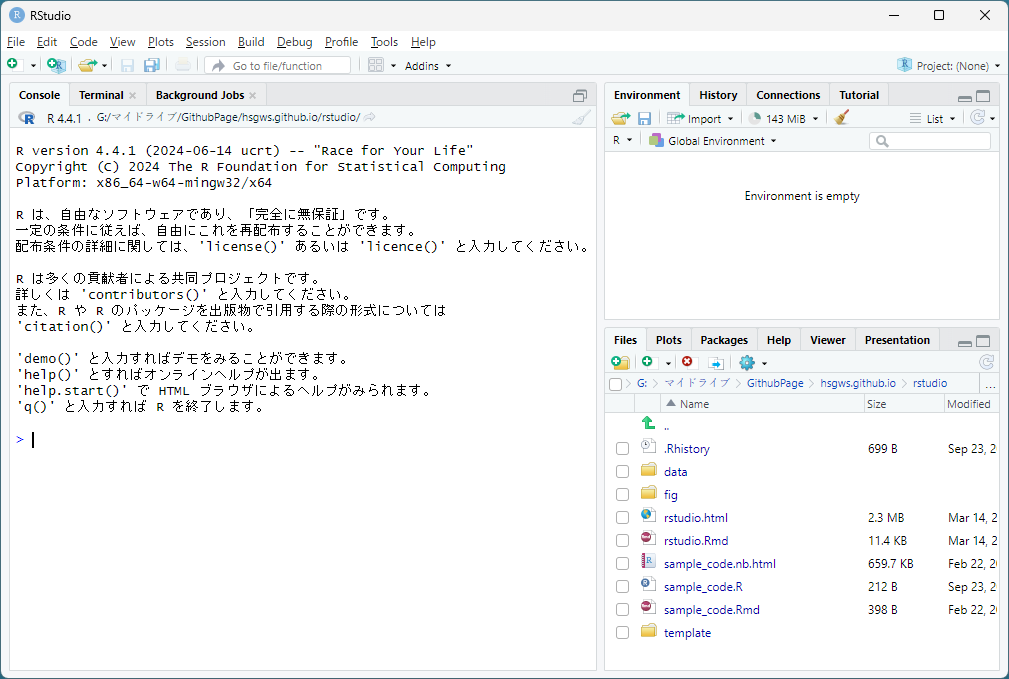 RStudio
File Edit Code View Plots Session Build Debug Profile Tools Help
Go to file/function Addins Project: (None)
Console Terminal Background Jobs
R 4.4.1 . G:/マイドライブ/GithubPage/hsgws.github.io/rstudio/
R version 4.4.1 (2024-06-14 ucrt) -- "Race for Your Life"
Copyright (C) 2024 The R Foundation for Statistical Computing
Platform: x86_64-w64-mingw32/x64
R は、自由なソフトウェアであり、「完全に無保証」です。
一定の条件に従えば、自由にこれを再配布することができます。
配布条件の詳細に関しては、'license()' あるいは 'licence()' と入力してください。
R は多くの貢献者による共同プロジェクトです。
詳しくは 'contributors()' と入力してください。
また、R や R のパッケージを出版物で引用する際の形式については
'citation()' と入力してください。
'demo()' と入力すればデモをみることができます。
'help()' とすればオンラインヘルプが出ます。
'help.start()' で HTML ブラウザによるヘルプがみられます。
'q()' と入力すれば R を終了します。
>
Environment History Connections Tutorial
Import 143 MiB List
R Global Environment
Environment is empty
Files Plots Packages Help Viewer Presentation
G: マイドライブ GithubPage hsgws.github.io rstudio ...
Name Size Modified
..
.Rhistory 699 B Sep 23, 2
data
fig
rstudio.html 2.3 MB Mar 14, 2
rstudio.Rmd 11.4 KB Mar 14, 2
sample_code.nb.html 659.7 KB Feb 22, 20
sample_code.R 212 B Sep 23, 2
sample_code.Rmd 398 B Feb 22, 20
template